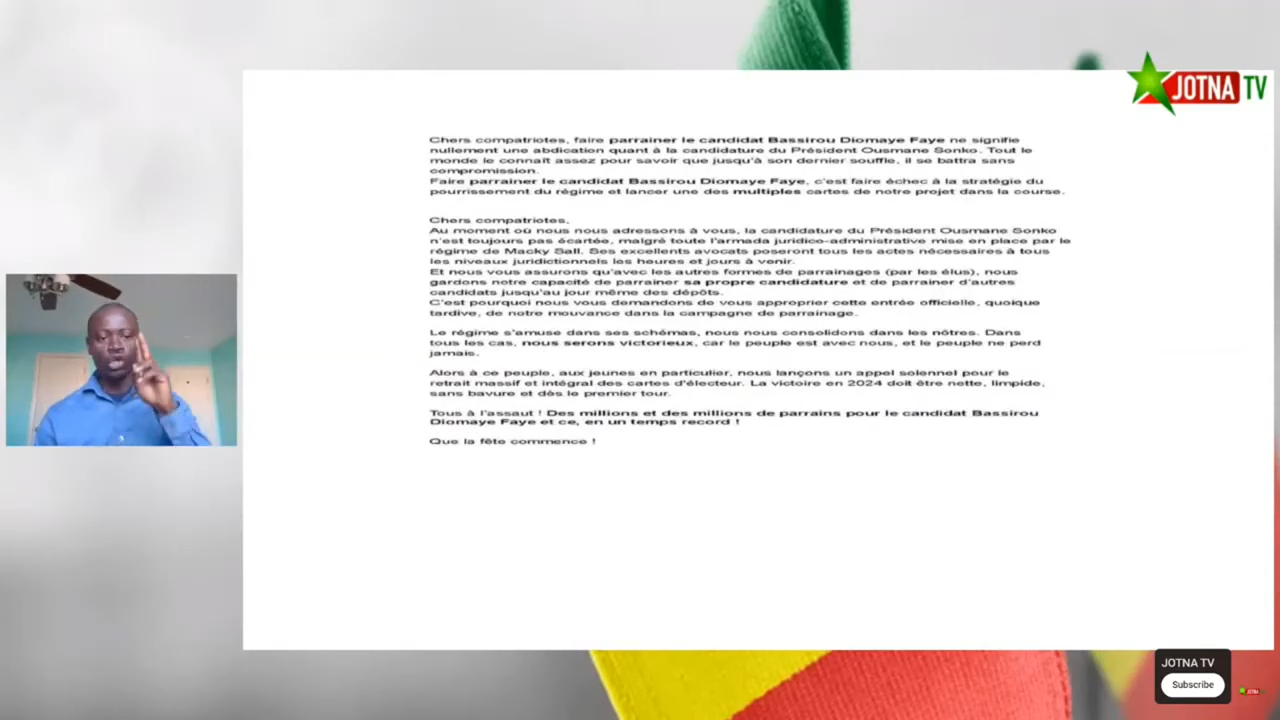 JOTNA TV
Chers compatriotes, faire parrainer le candidat Bassirou Diomaye Faye ne signifie
nullement une abdication quant à la candidature du Président Ousmane Sonko. Tout le
monde le connaît assez pour savoir que jusqu'à son dernier souffle, il se battra sans
compromission.
Faire parrainer le candidat Bassirou Diomaye Faye, c'est faire échec à la stratégie du
pourrissement du régime et lancer une des multiples cartes de notre projet dans la course.
Chers compatriotes,
Au moment où nous nous adressons à vous, la candidature du Président Ousmane Sonko
n'est toujours pas écartée, malgré toute l'armada juridico-administrative mise en place par le
régime de Macky Sall. Ses excellents avocats poseront tous les actes nécessaires à tous
les niveaux juridictionnels les heures et jours à venir.
Et nous vous assurons qu'avec les autres formes de parrainages (par les élus), nous
gardons notre capacité de parrainer sa propre candidature et de parrainer d'autres
candidats jusqu'au jour même des dépôts.
C'est pourquoi nous vous demandons de vous approprier cette entrée officielle, quoique
tardive, de notre mouvance dans la campagne de parrainage.
Le régime s'amuse dans ses schémas, nous nous consolidons dans les nôtres. Dans
tous les cas, nous serons victorieux, car le peuple est avec nous, et le peuple ne perd
jamais.
Alors à ce peuple, aux jeunes en particulier, nous lançons un appel solennel pour le
retrait massif et intégral des cartes d'électeur. La victoire en 2024 doit être nette, limpide,
sans bavure et dès le premier tour.
Tous à l'assaut ! Des millions et des millions de parrains pour le candidat Bassirou
Diomaye Faye et ce, en un temps record !
Que la fête commence !
JOTNA TV
Subscribe